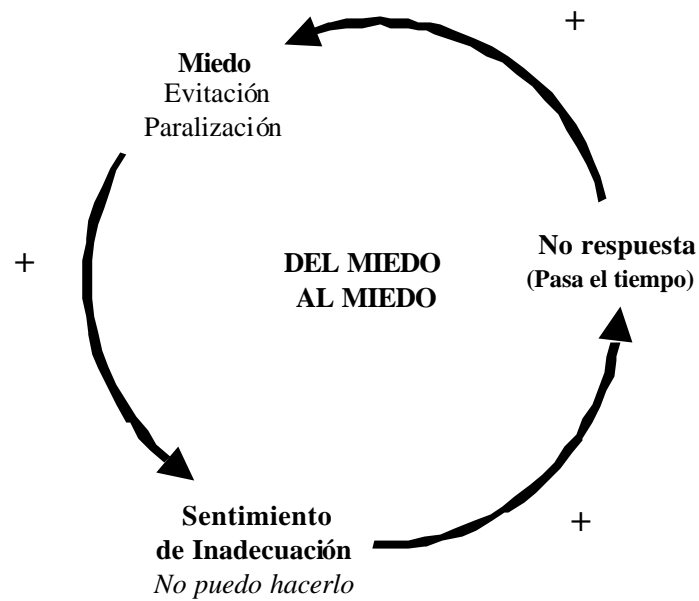 +
Miedo
Evitación
Paralización
+
DEL MIEDO
AL MIEDO
No respuesta
(Pasa el tiempo)
Sentimiento
de Inadecuación
No puedo hacerlo
+